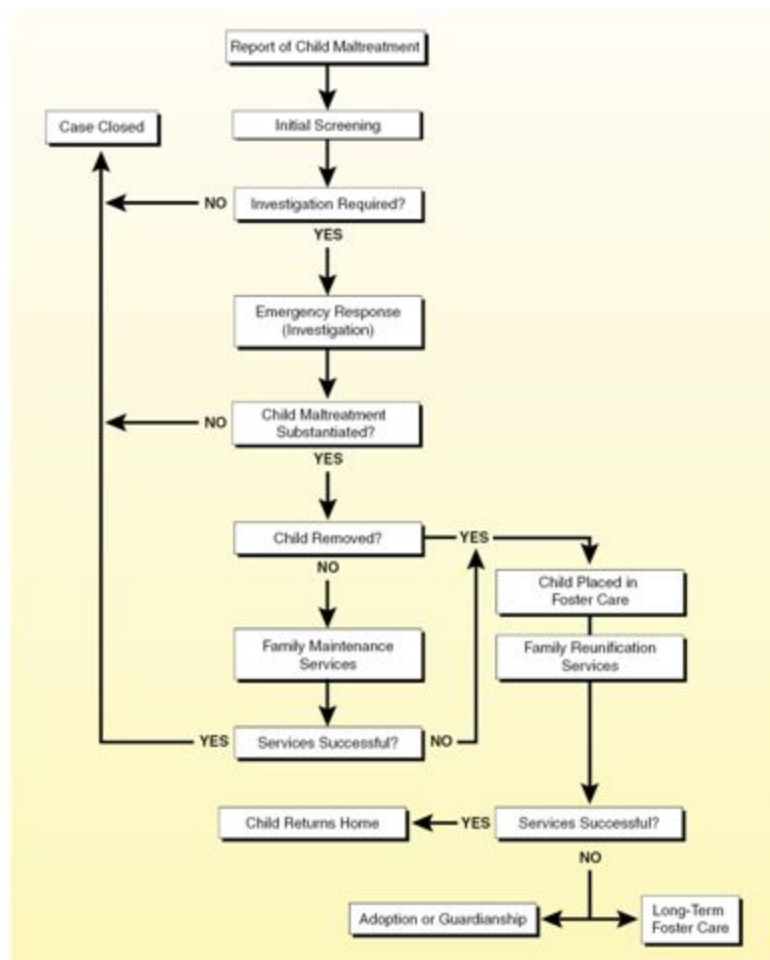 Report of Child Maltreatment
Case Closed
Initial Screening
NO
Investigation Required?
YES
Emergency Response
(Investigation)
NO
Child Maltreatment
Substantiated?
YES
Child Removed?
YES
NO
Child Placed in
Foster Care
Family Maintenance
Services
Family Reunification
Services
YES
Services Successful?
NO
Child Returns Home
YES
Services Successful?
NO
Adoption or Guardianship
Long-Term
Foster Care